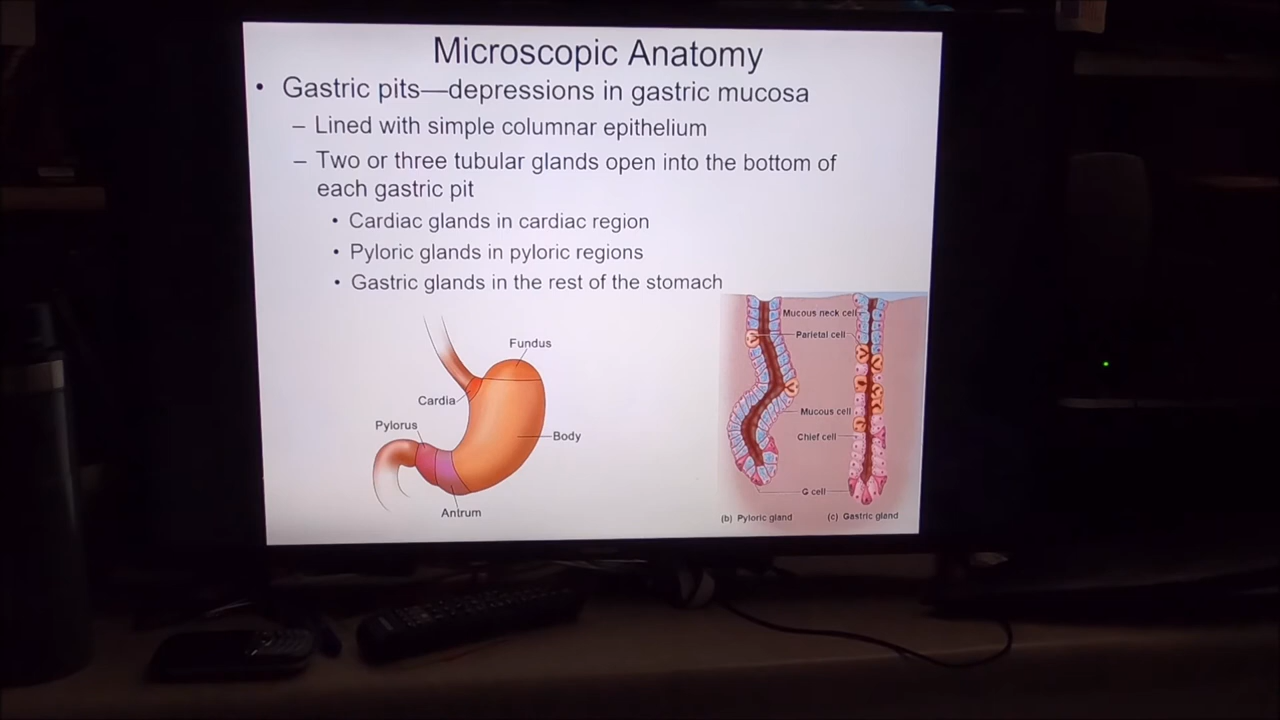 Microscopic Anatomy
• Gastric pits—depressions in gastric mucosa
– Lined with simple columnar epithelium
– Two or three tubular glands open into the bottom of
each gastric pit
• Cardiac glands in cardiac region
• Pyloric glands in pyloric regions
• Gastric glands in the rest of the stomach
Fundus
Cardia
Pylorus
Body
Antrum
Mucous neck cell
Parietal cell
Mucous cell
Chief cell
G cell
(b) Pyloric gland
(c) Gastric gland